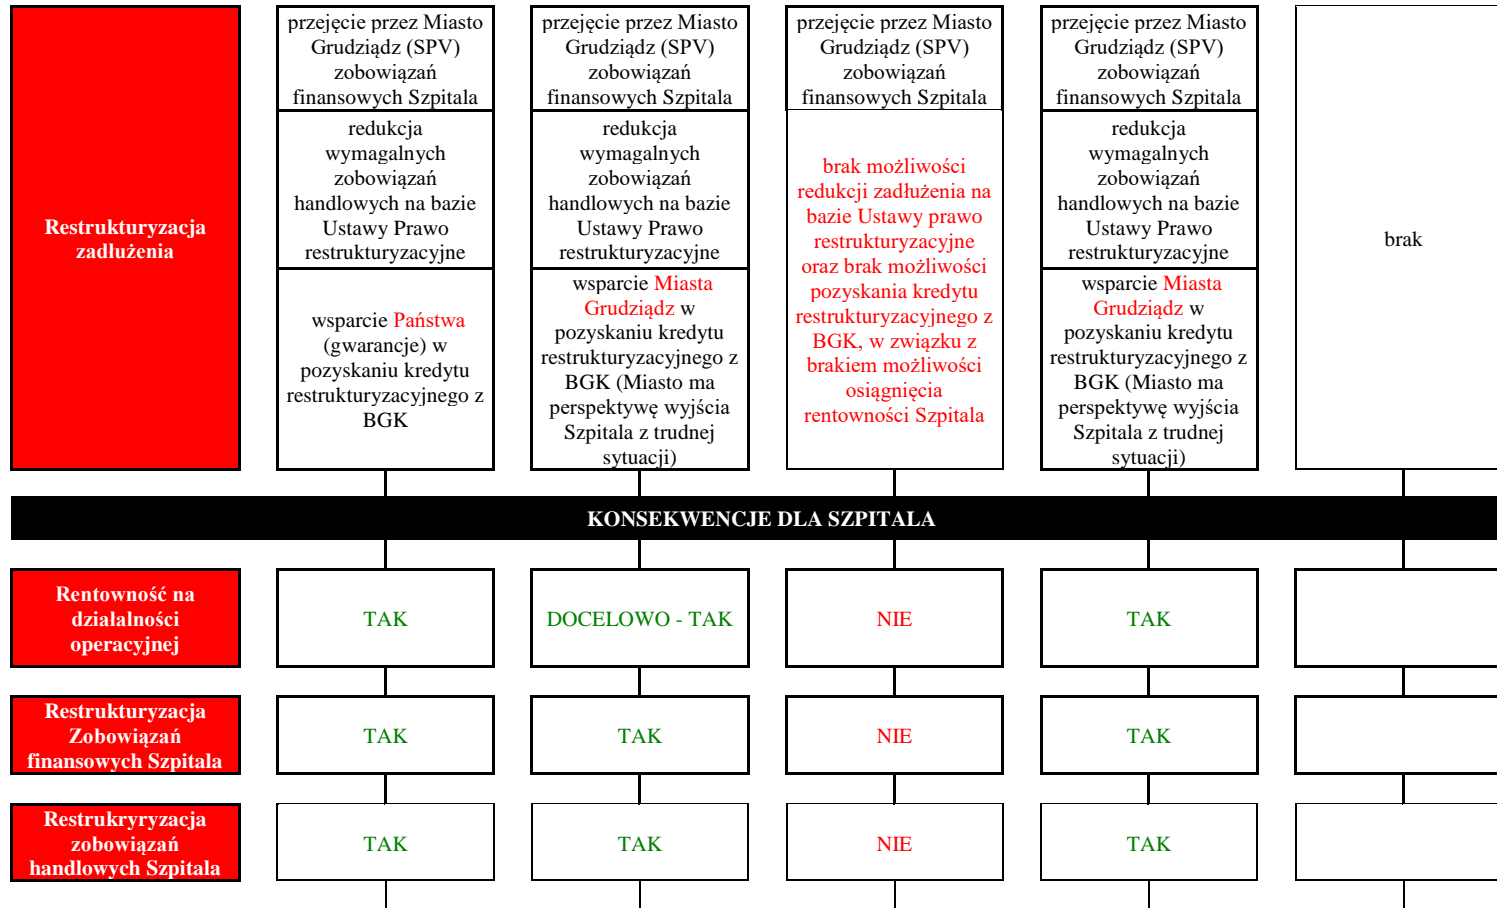 Restrukturyzacja
zadłużenia
przejęcie przez Miasto
Grudziądz (SPV)
zobowiązań
finansowych Szpitala
redukcja
wymagalnych
zobowiązań
handlowych na bazie
Ustawy Prawo
restrukturyzacyjne
wsparcie Państwa
(gwarancje) w
pozyskaniu kredytu
restrukturyzacyjnego z
BGK
przejęcie przez Miasto
Grudziądz (SPV)
zobowiązań
finansowych Szpitala
redukcja
wymagalnych
zobowiązań
handlowych na bazie
Ustawy Prawo
restrukturyzacyjne
wsparcie Miasta
Grudziądz w
pozyskaniu kredytu
restrukturyzacyjnego z
BGK (Miasto ma
perspektywę wyjścia
Szpitala z trudnej
sytuacji)
przejęcie przez Miasto
Grudziądz (SPV)
zobowiązań
finansowych Szpitala
brak możliwości
redukcji zadłużenia na
bazie Ustawy prawo
restrukturyzacyjne
oraz brak możliwości
pozyskania kredytu
restrukturyzacyjnego z
BGK, w związku z
brakiem możliwości
osiągnięcia
rentowności Szpitala
przejęcie przez Miasto
Grudziądz (SPV)
zobowiązań
finansowych Szpitala
redukcja
wymagalnych
zobowiązań
handlowych na bazie
Ustawy Prawo
restrukturyzacyjne
wsparcie Miasta
Grudziądz w
pozyskaniu kredytu
restrukturyzacyjnego z
BGK (Miasto ma
perspektywę wyjścia
Szpitala z trudnej
sytuacji)
brak
KONSEKWENCJE DLA SZPITALA
Rentowność na
działalności
operacyjnej
TAK
DOCELOWO - TAK
NIE
TAK
Restrukturyzacja
Zobowiązań
finansowych Szpitala
TAK
TAK
NIE
TAK
Restrukryryzacja
zobowiązań
handlowych Szpitala
TAK
TAK
NIE
TAK